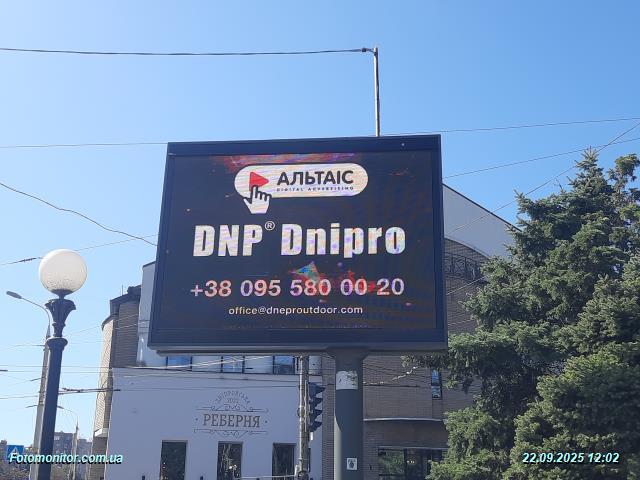 АЛЬТАІС
DIGITAL ADVERTISING
DNP® Dnipro
+38 095 580 00 20
office@dneproutdoor.com
ДНІПРОВСЬКА
РЕБЕРНЯ
Fotomonitor.com.ua
22.09.2025 12:02